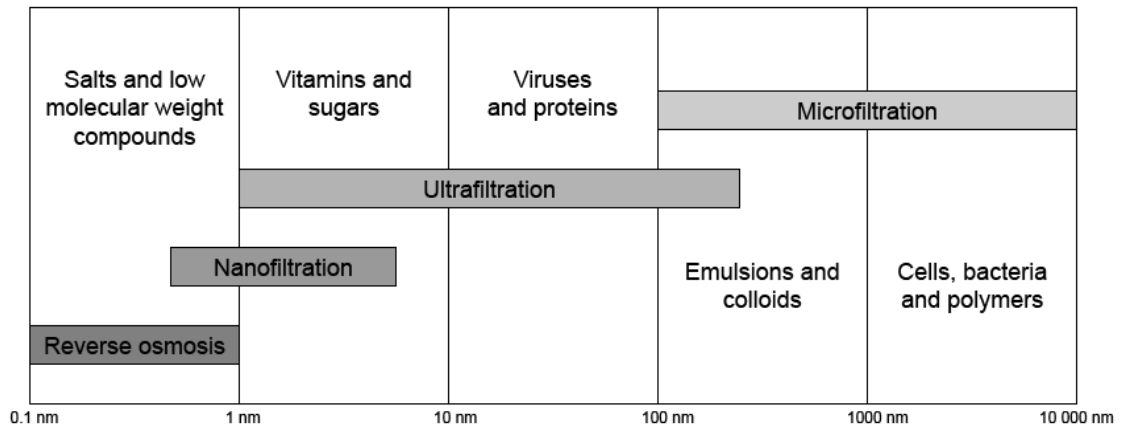 Salts and low
molecular weight
compounds
Vitamins and
sugars
Viruses
and proteins
Microfiltration
Ultrafiltration
Nanofiltration
Emulsions and
colloids
Cells, bacteria
and polymers
Reverse osmosis
0.1 nm
1 nm
10 nm
100 nm
1000 nm
10 000 nm